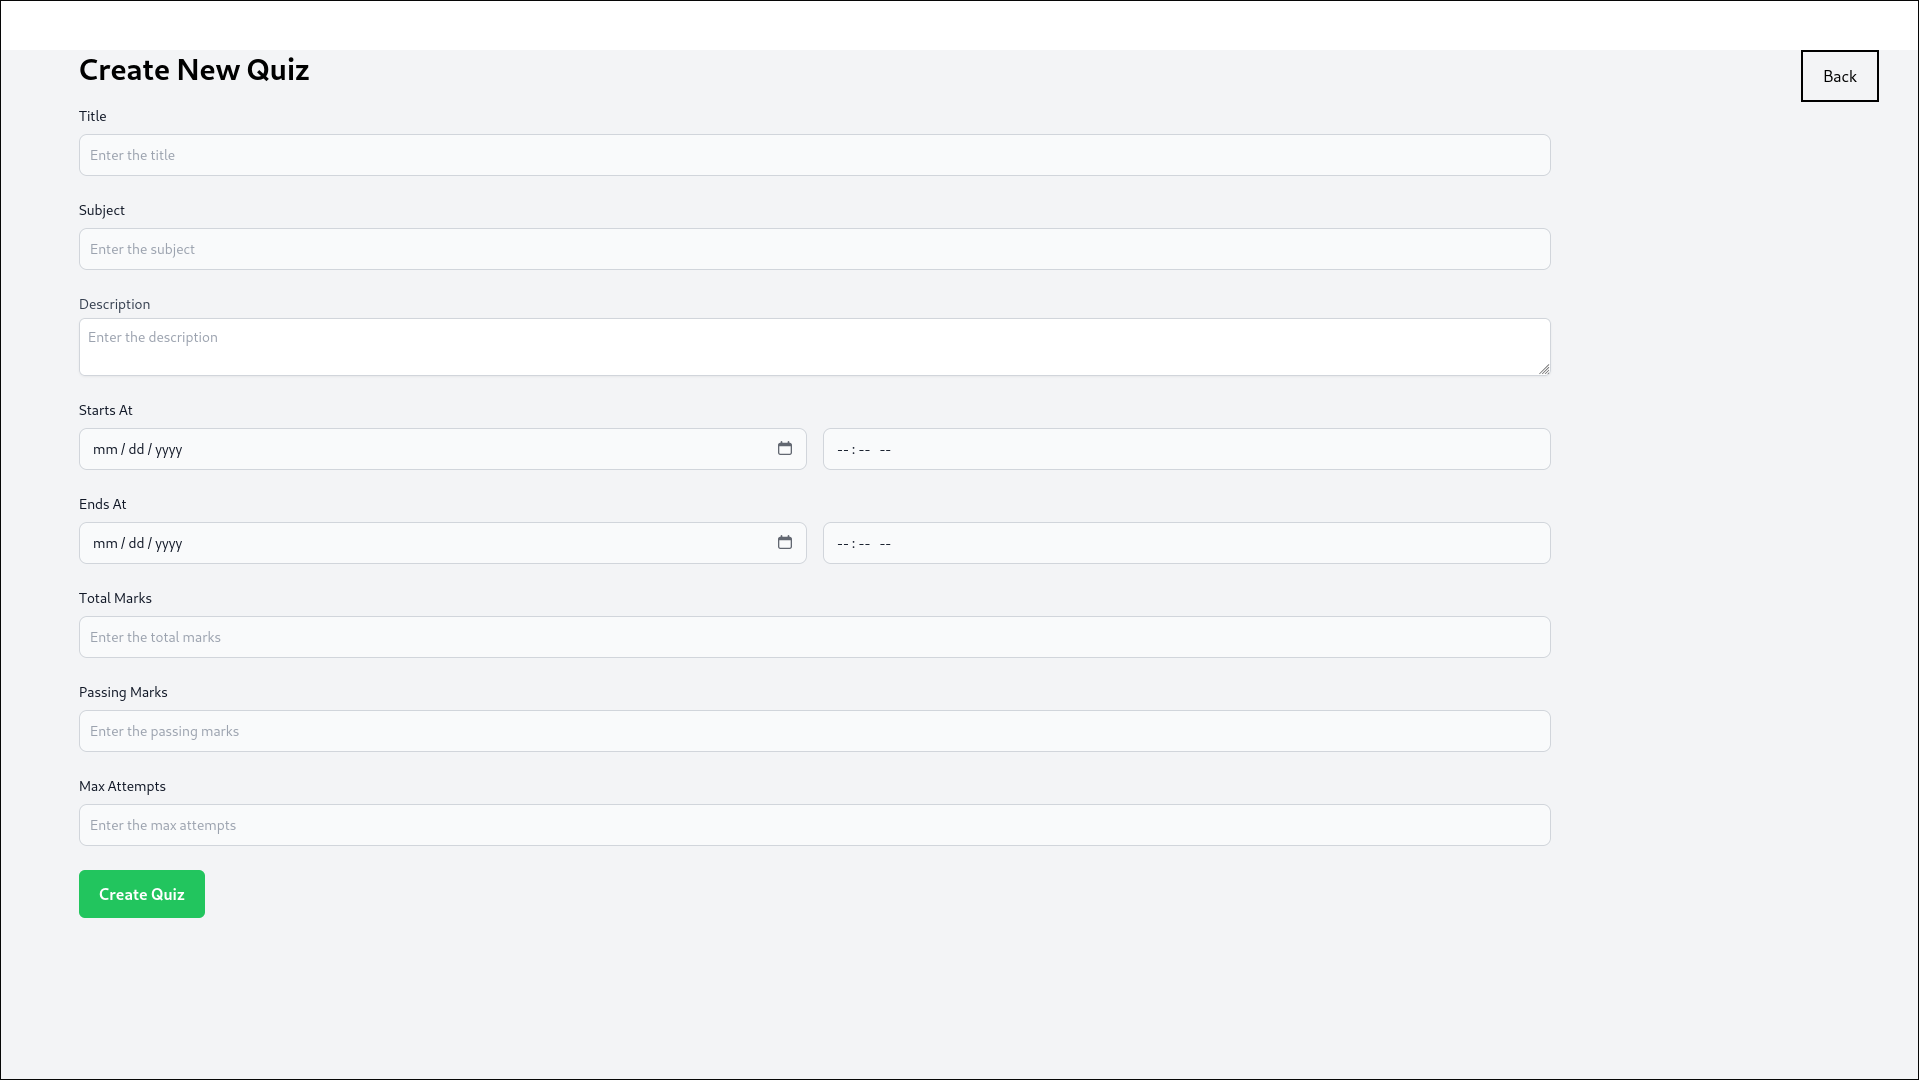 Create New Quiz
Back
Title
Enter the title
Subject
Enter the subject
Description
Enter the description
Starts At
mm / dd / yyyy
-- : -- --
Ends At
mm / dd / yyyy
-- : -- --
Total Marks
Enter the total marks
Passing Marks
Enter the passing marks
Max Attempts
Enter the max attempts
Create Quiz